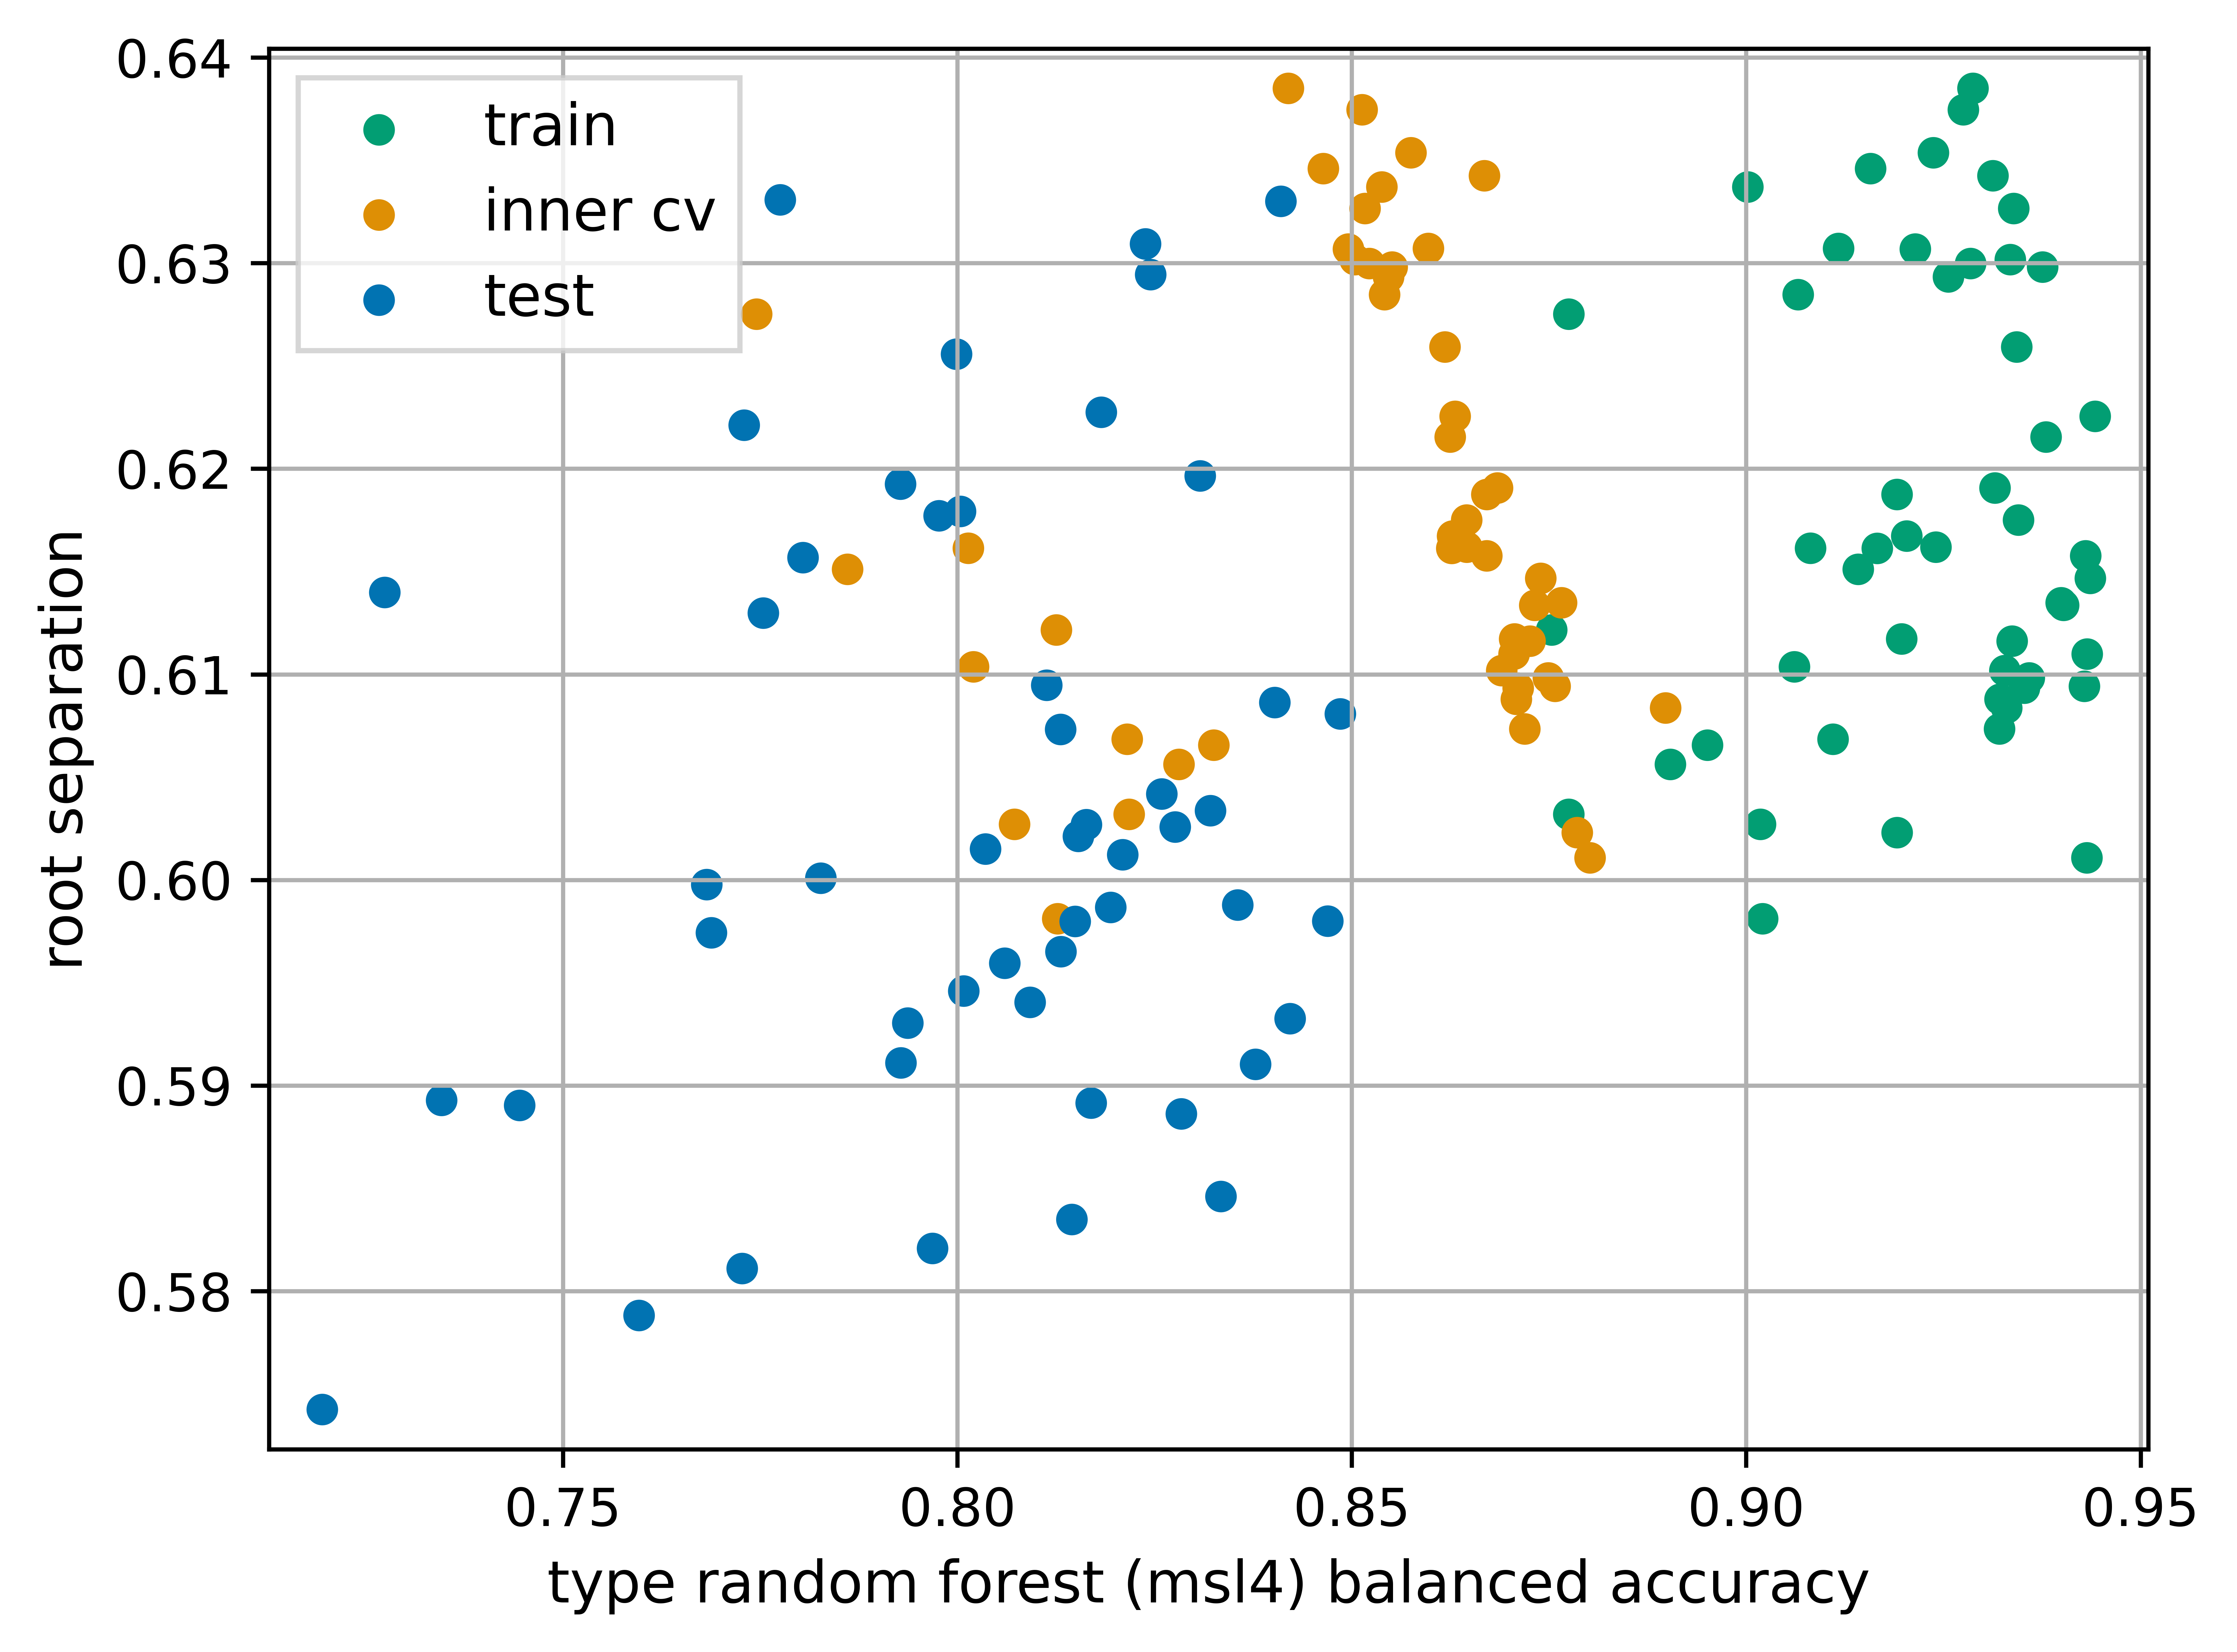 train
inner cv
test
0.64
0.63
0.62
0.61
0.60
0.59
0.58
root separation
0.75
0.80
0.85
0.90
0.95
type random forest (msl4) balanced accuracy